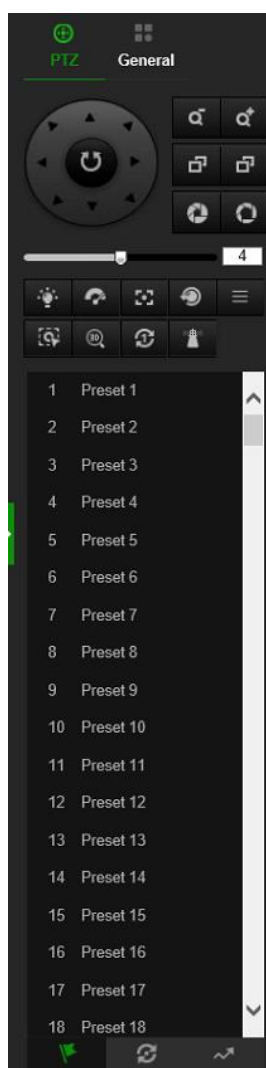 PTZ General
4
3D
1
1 Preset 1
2 Preset 2
3 Preset 3
4 Preset 4
5 Preset 5
6 Preset 6
7 Preset 7
8 Preset 8
9 Preset 9
10 Preset 10
11 Preset 11
12 Preset 12
13 Preset 13
14 Preset 14
15 Preset 15
16 Preset 16
17 Preset 17
18 Preset 18